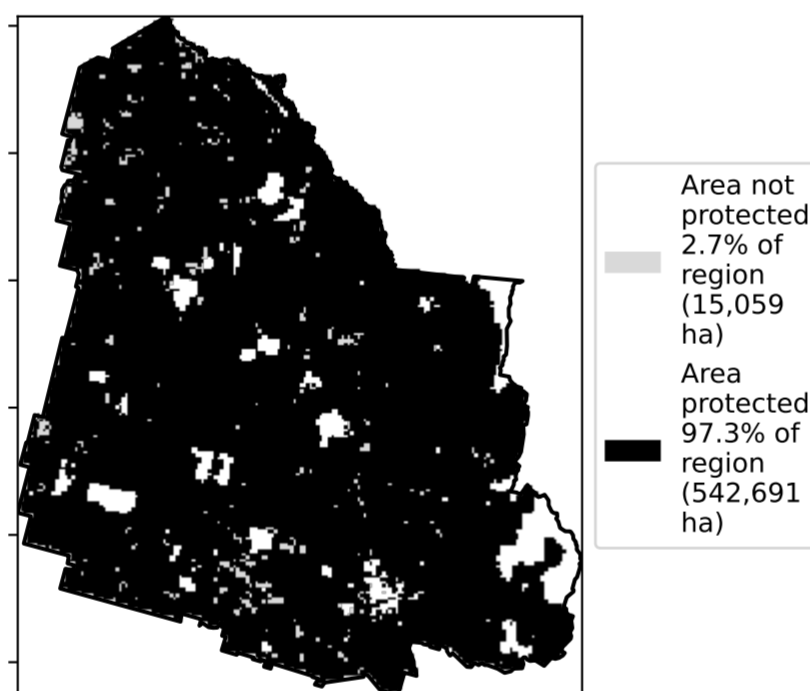 Area not
protected
2.7% of
region
(15,059
ha)
Area
protected
97.3% of
region
(542,691
ha)